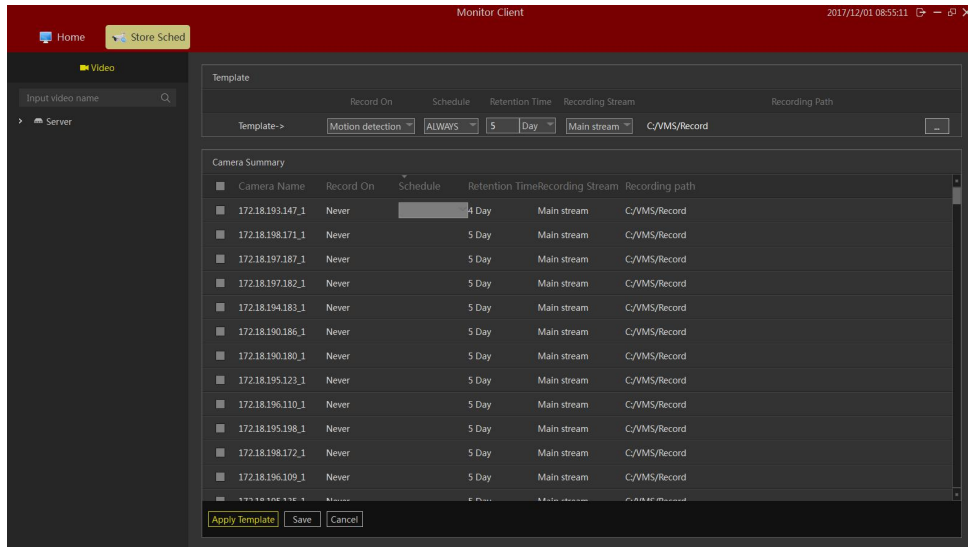 Monitor Client 2017/12/01 08:55:11
Home Store Sched
Video
Input video name
Server
Template
Record On Schedule Retention Time Recording Stream Recording Path
Template-> Motion detection ALWAYS 5 Day Main stream C:/VMS/Record ...
Camera Summary
Camera Name Record On Schedule Retention Time Recording Stream Recording path
172.18.193.147_1 Never 4 Day Main stream C:/VMS/Record
172.18.198.171_1 Never 5 Day Main stream C:/VMS/Record
172.18.197.187_1 Never 5 Day Main stream C:/VMS/Record
172.18.197.182_1 Never 5 Day Main stream C:/VMS/Record
172.18.194.183_1 Never 5 Day Main stream C:/VMS/Record
172.18.190.186_1 Never 5 Day Main stream C:/VMS/Record
172.18.190.180_1 Never 5 Day Main stream C:/VMS/Record
172.18.195.123_1 Never 5 Day Main stream C:/VMS/Record
172.18.196.110_1 Never 5 Day Main stream C:/VMS/Record
172.18.195.198_1 Never 5 Day Main stream C:/VMS/Record
172.18.198.172_1 Never 5 Day Main stream C:/VMS/Record
172.18.196.109_1 Never 5 Day Main stream C:/VMS/Record
Apply Template Save Cancel